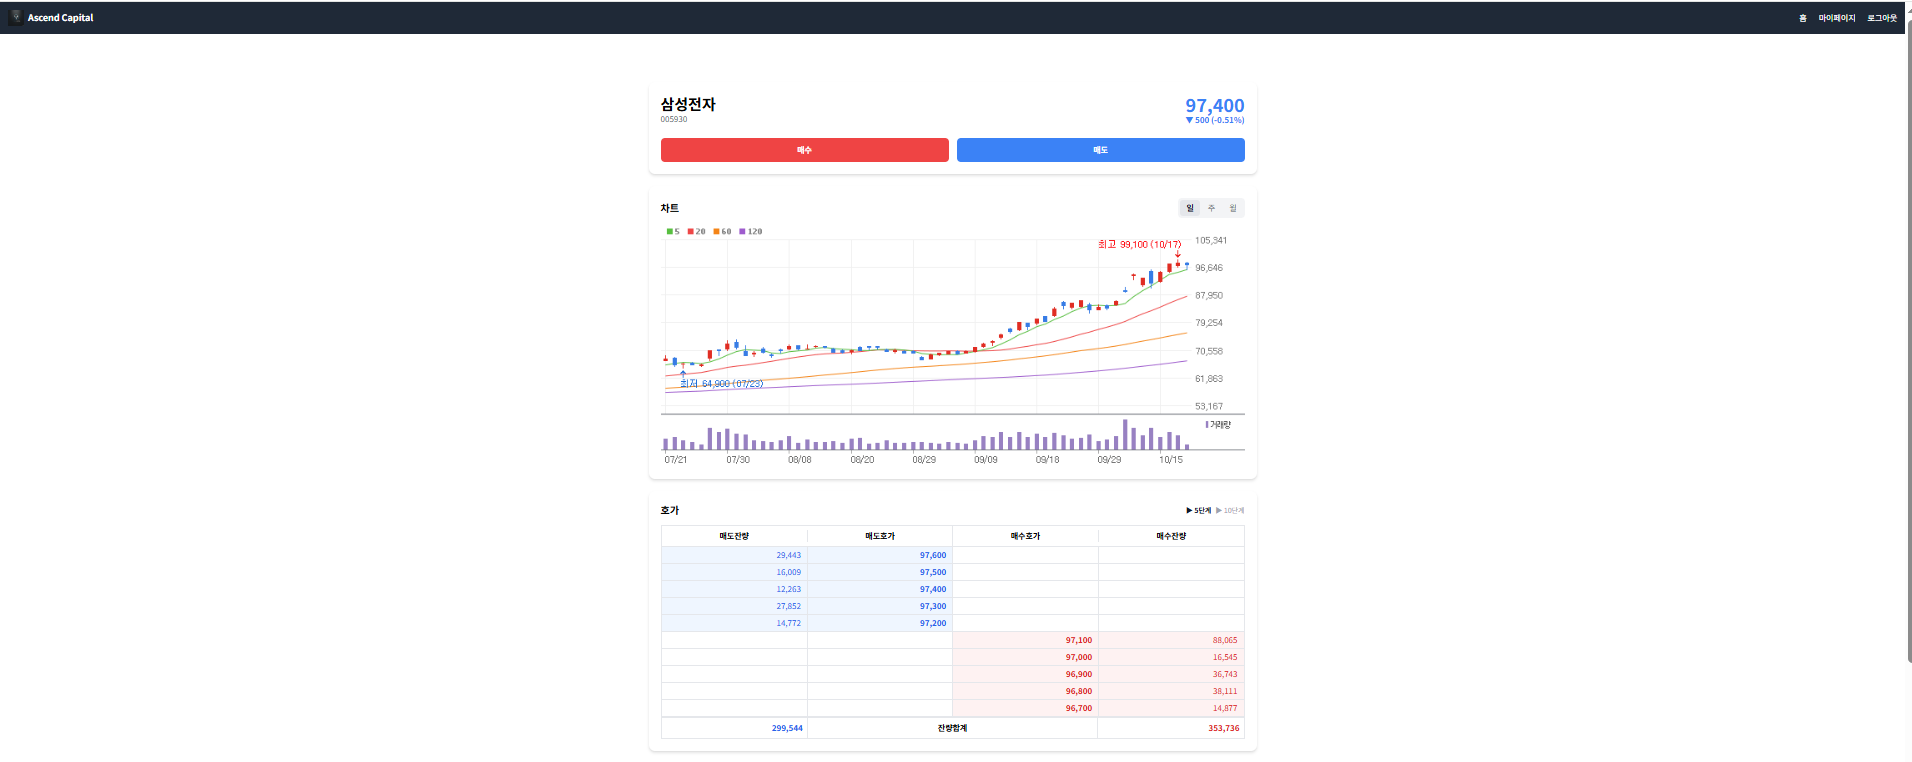 Ascend Capital
홈 마이페이지 로그아웃
삼성전자 97,400
005930 ▼ 500 (-0.51%)
매수 매도
차트 일 주 월
5 20 60 120
최고 99,100 (10/17) 105,341
96,646
87,950
79,254
70,558
61,863
최저 64,900 (07/23)
53,167
거래량
07/21 07/30 08/08 08/20 08/29 09/09 09/18 09/29 10/15
호가 ▶ 5단계 ▶ 10단계
매도잔량 매도호가 매수호가 매수잔량
29,443 97,600
16,009 97,500
12,263 97,400
27,852 97,300
14,772 97,200
97,100 88,065
97,000 16,545
96,900 36,743
96,800 38,111
96,700 14,877
299,544 잔량합계 353,736